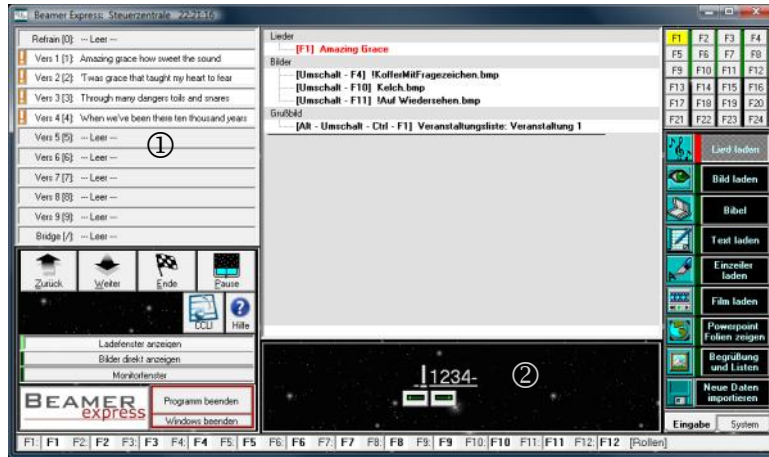 Beamer Express: Steuerzentrale 22:21:16
Refrain [0]: --- Leer ---
Vers 1 [1]: Amazing grace how sweet the sound
Vers 2 [2]: 'Twas grace that taught my heart to fear
Vers 3 [3]: Through many dangers toils and snares
Vers 4 [4]: When we've been there ten thousand years
Vers 5 [5]: --- Leer ---
Vers 6 [6]: --- Leer ---
Vers 7 [7]: --- Leer ---
Vers 8 [8]: --- Leer ---
Vers 9 [9]: --- Leer ---
Bridge [/]: --- Leer ---
①
Zurück Weiter Ende Pause
CCLI Hilfe
Ladefenster anzeigen
Bilder direkt anzeigen
Monitorfenster
BEAMER
express
Programm beenden
Windows beenden
Lieder
[F1] Amazing Grace
Bilder
[Umschalt - F4] !KofferMitFragezeichen.bmp
[Umschalt - F10] Kelch.bmp
[Umschalt - F11] !Auf Wiedersehen.bmp
Grußbild
[Alt - Umschalt - Ctrl - F1] Veranstaltungsliste: Veranstaltung 1
1234-
②
F1 F2 F3 F4
F5 F6 F7 F8
F9 F10 F11 F12
F13 F14 F15 F16
F17 F18 F19 F20
F21 F22 F23 F24
Lied laden
Bild laden
Bibel
Text laden
Einzeiler
laden
Film laden
Powerpoint
Folien zeigen
Begrüßung
und Listen
Neue Daten
importieren
Eingabe System
F1: F1 F2: F2 F3: F3 F4: F4 F5: F5 F6: F6 F7: F7 F8: F8 F9: F9 F10: F10 F11: F11 F12: F12 [Rollen]